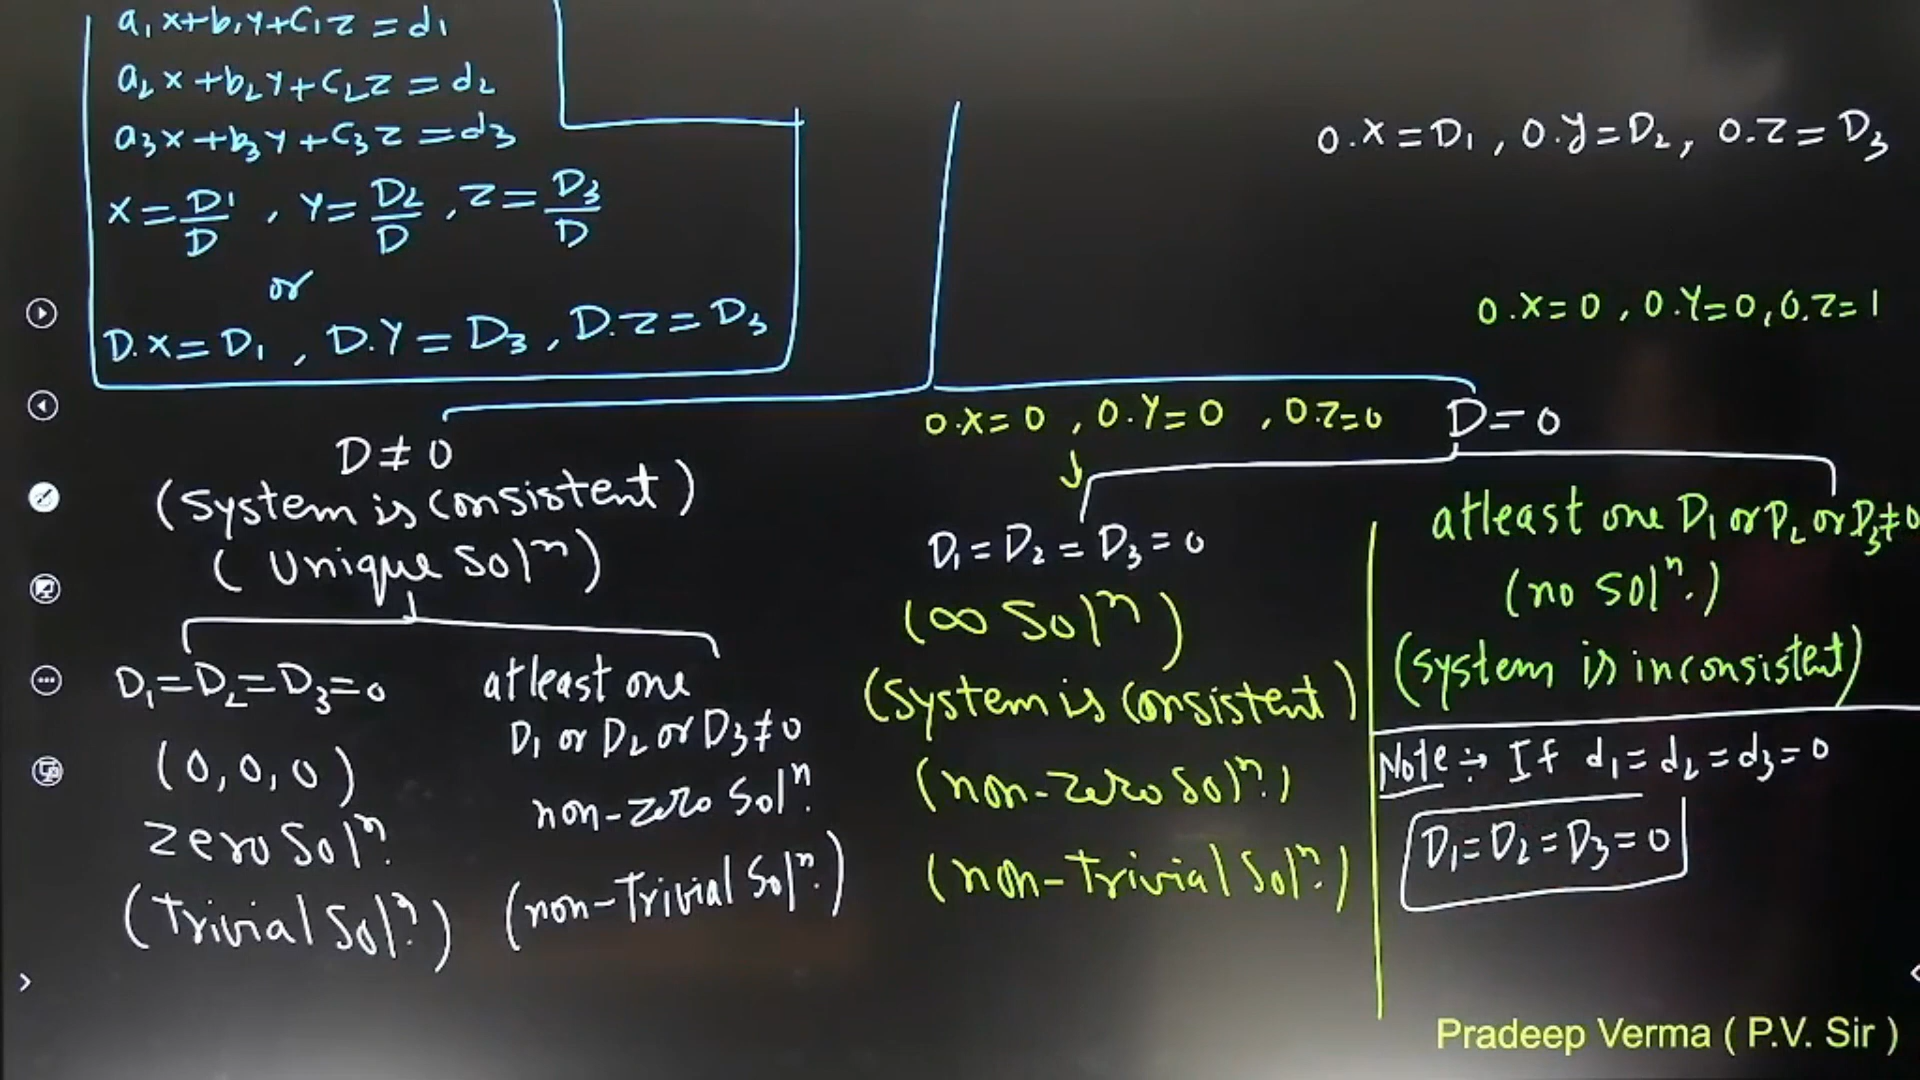 a₁x+b₁y+c₁z = d₁
a₂x+b₂y+c₂z = d₂
a₃x+b₃y+c₃z = d₃
x = D₁/D , y = D₂/D , z = D₃/D
or
D.x = D₁ , D.y = D₃ , D.z = D₃
0.x = D₁ , 0.y = D₂, 0.z = D₃
0.x = 0 , 0.y = 0, 0.z = 1
D ≠ 0
(System is consistent)
(Unique Solⁿ)
D₁ = D₂ = D₃ = 0
(0, 0, 0)
zero Solⁿ.
(Trivial Solⁿ.)
atleast one
D₁ or D₂ or D₃ ≠ 0
non-zero Solⁿ.
(non-Trivial Solⁿ.)
0.x = 0 , 0.y = 0 , 0.z = 0
D = 0
D₁ = D₂ = D₃ = 0
(∞ Solⁿ)
(System is consistent)
(non-zero Solⁿ.)
(non-Trivial Solⁿ.)
atleast one D₁ or D₂ or D₃ ≠ 0
(no Solⁿ.)
(system is inconsistent)
Note :→ If d₁ = d₂ = d₃ = 0
D₁ = D₂ = D₃ = 0
Pradeep Verma ( P.V. Sir )